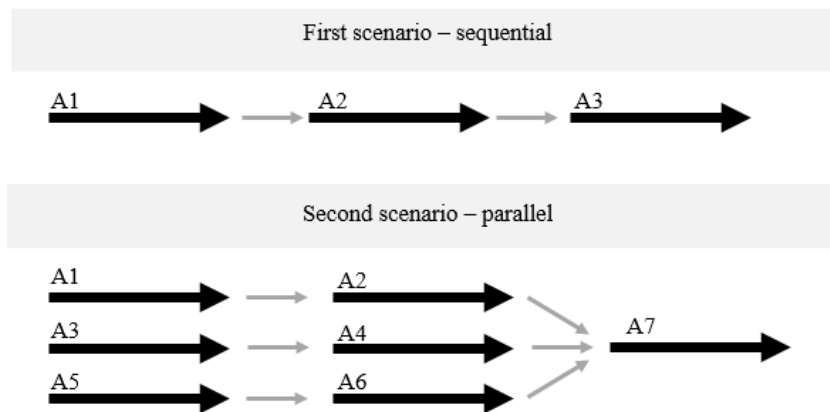 First scenario – sequential
A1 A2 A3
Second scenario – parallel
A1 A2
A7
A3 A4
A5 A6